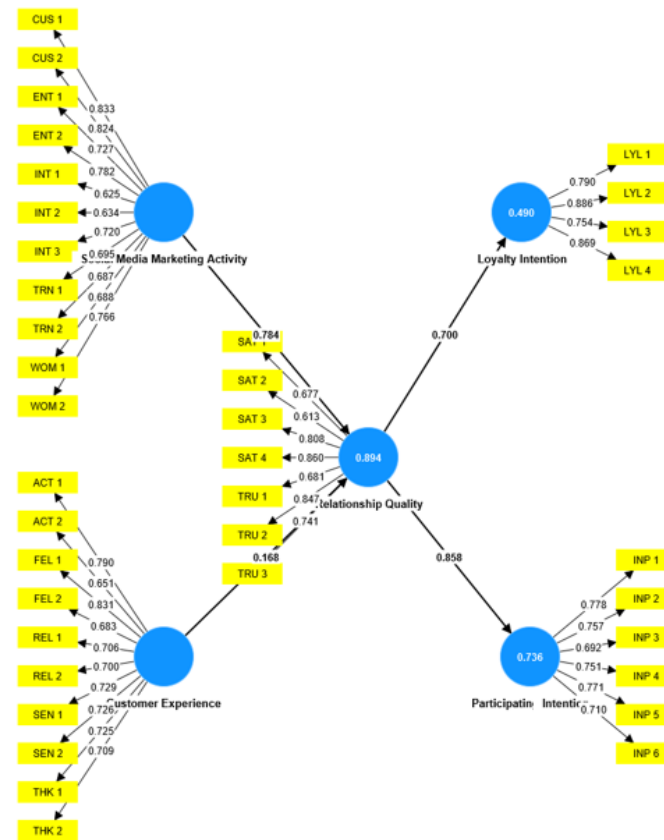 CUS 1
CUS 2
ENT 1
ENT 2
INT 1
INT 2
INT 3
TRN 1
TRN 2
WOM 1
WOM 2
0.833
0.824
0.727
0.782
0.625
0.634
0.720
0.695
0.687
0.688
0.766
Media Marketing Activity
0.784
SAT 2
SAT 3
SAT 4
TRU 1
TRU 2
TRU 3
0.677
0.613
0.808
0.860
0.681
0.847
0.741
0.894
Relationship Quality
0.168
ACT 1
ACT 2
FEL 1
FEL 2
REL 1
REL 2
SEN 1
SEN 2
THK 1
THK 2
0.790
0.651
0.831
0.683
0.706
0.700
0.729
0.726
0.725
0.709
Customer Experience
0.700
0.490
Loyalty Intention
0.790
0.886
0.754
0.869
LYL 1
LYL 2
LYL 3
LYL 4
0.858
0.736
Participating Intention
0.778
0.757
0.692
0.751
0.771
0.710
INP 1
INP 2
INP 3
INP 4
INP 5
INP 6